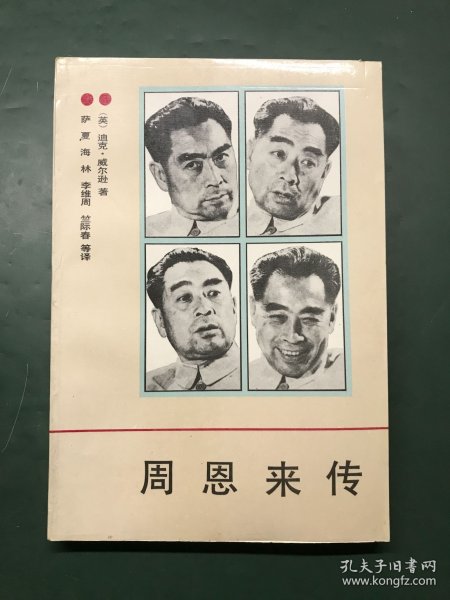 (英)迪克·威尔逊 著
萨夏 海林 李维周 竺际春 等译
周恩来传
孔夫子旧书网
www.kongfz.com